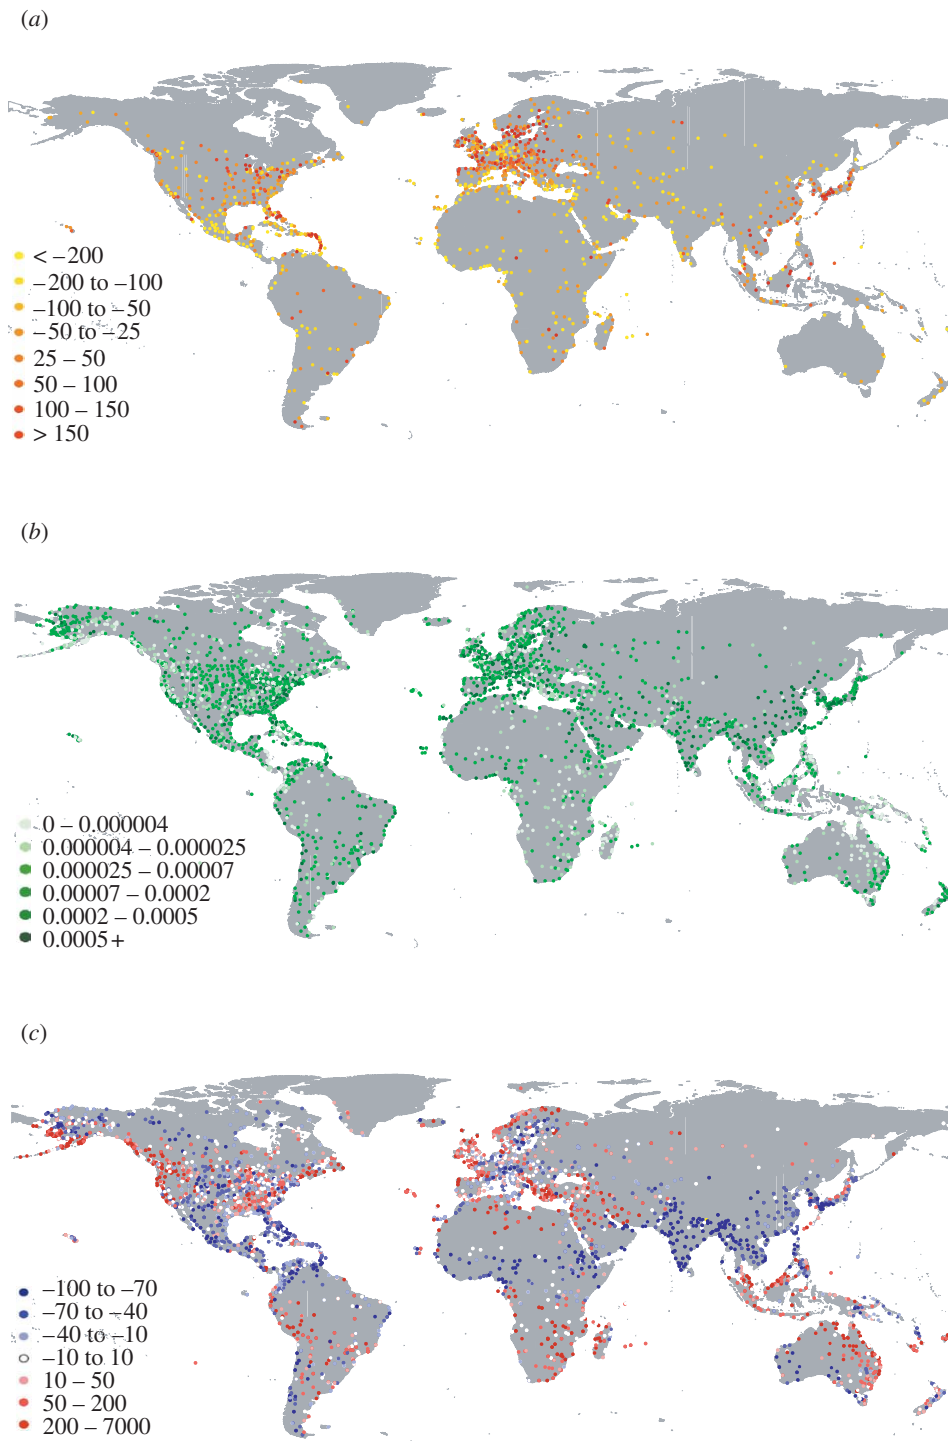 (a)
< –200
–200 to –100
–100 to –50
–50 to –25
25 – 50
50 – 100
100 – 150
> 150
(b)
0 – 0.000004
0.000004 – 0.000025
0.000025 – 0.00007
0.00007 – 0.0002
0.0002 – 0.0005
0.0005+
(c)
–100 to –70
–70 to –40
–40 to –10
–10 to 10
10 – 50
50 – 200
200 – 7000